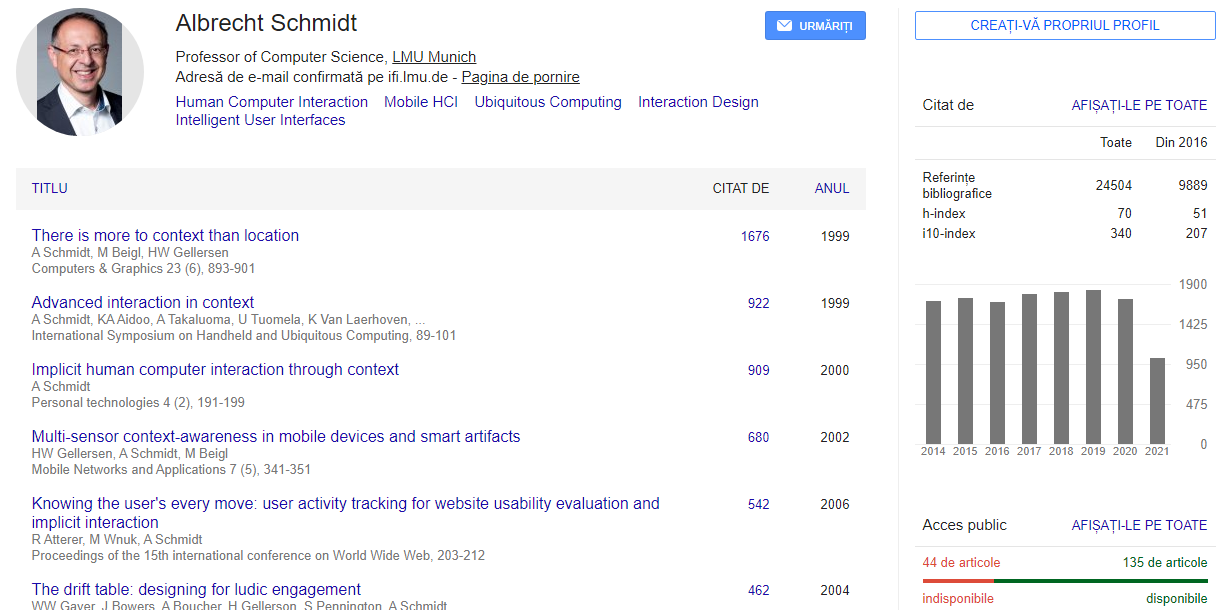 Albrecht Schmidt
URMĂRIȚI
Professor of Computer Science, LMU Munich
Adresă de e-mail confirmată pe ifi.lmu.de - Pagina de pornire
Human Computer Interaction Mobile HCI Ubiquitous Computing Interaction Design
Intelligent User Interfaces
TITLU CITAT DE ANUL
There is more to context than location 1676 1999
A Schmidt, M Beigl, HW Gellersen
Computers & Graphics 23 (6), 893-901
Advanced interaction in context 922 1999
A Schmidt, KA Aidoo, A Takaluoma, U Tuomela, K Van Laerhoven, ...
International Symposium on Handheld and Ubiquitous Computing, 89-101
Implicit human computer interaction through context 909 2000
A Schmidt
Personal technologies 4 (2), 191-199
Multi-sensor context-awareness in mobile devices and smart artifacts 680 2002
HW Gellersen, A Schmidt, M Beigl
Mobile Networks and Applications 7 (5), 341-351
Knowing the user's every move: user activity tracking for website usability evaluation and 542 2006
implicit interaction
R Atterer, M Wnuk, A Schmidt
Proceedings of the 15th international conference on World Wide Web, 203-212
The drift table: designing for ludic engagement 462 2004
WW Gaver, J Bowers, A Boucher, H Gellerson, S Pennington, A Schmidt
CREAȚI-VĂ PROPRIUL PROFIL
Citat de AFIȘAȚI-LE PE TOATE
Toate Din 2016
Referințe
bibliografice 24504 9889
h-index 70 51
i10-index 340 207
1900
1425
950
475
0
2014 2015 2016 2017 2018 2019 2020 2021
Acces public AFIȘAȚI-LE PE TOATE
44 de articole 135 de articole
indisponibile disponibile